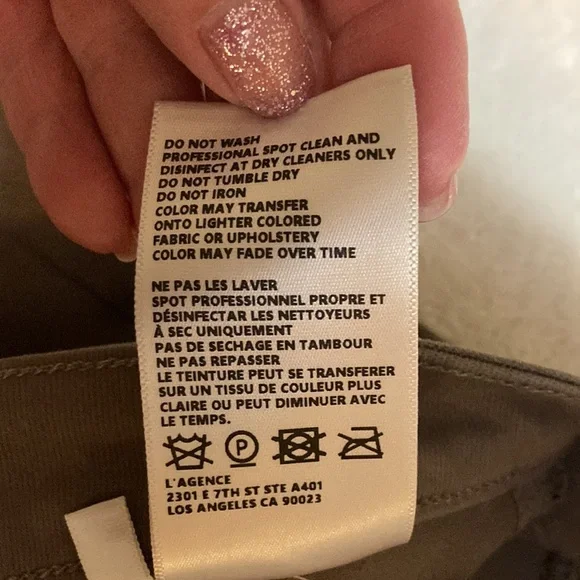 DO NOT WASH
PROFESSIONAL SPOT CLEAN AND
DISINFECT AT DRY CLEANERS ONLY
DO NOT TUMBLE DRY
DO NOT IRON
COLOR MAY TRANSFER
ONTO LIGHTER COLORED
FABRIC OR UPHOLSTERY
COLOR MAY FADE OVER TIME
NE PAS LES LAVER
SPOT PROFESSIONNEL PROPRE ET
DÉSINFECTAR LES NETTOYEURS
À SEC UNIQUEMENT
PAS DE SECHAGE EN TAMBOUR
NE PAS REPASSER
LE TEINTURE PEUT SE TRANSFERER
SUR UN TISSU DE COULEUR PLUS
CLAIRE OU PEUT DIMINUER AVEC
LE TEMPS.
P
L'AGENCE
2301 E 7TH ST STE A401
LOS ANGELES CA 90023